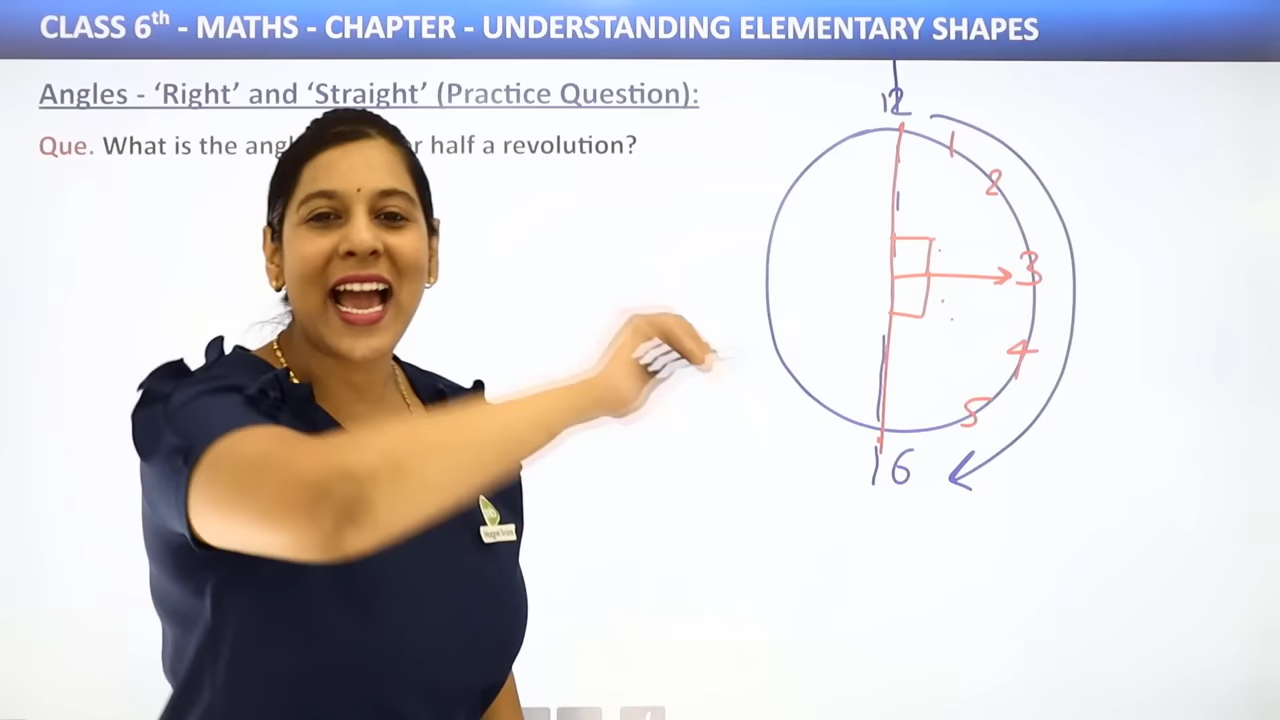 CLASS 6th - MATHS - CHAPTER - UNDERSTANDING ELEMENTARY SHAPES
Angles - ‘Right’ and ‘Straight’ (Practice Question):
Que. What is the ang r half a revolution?
12
1
2
3
4
5
6